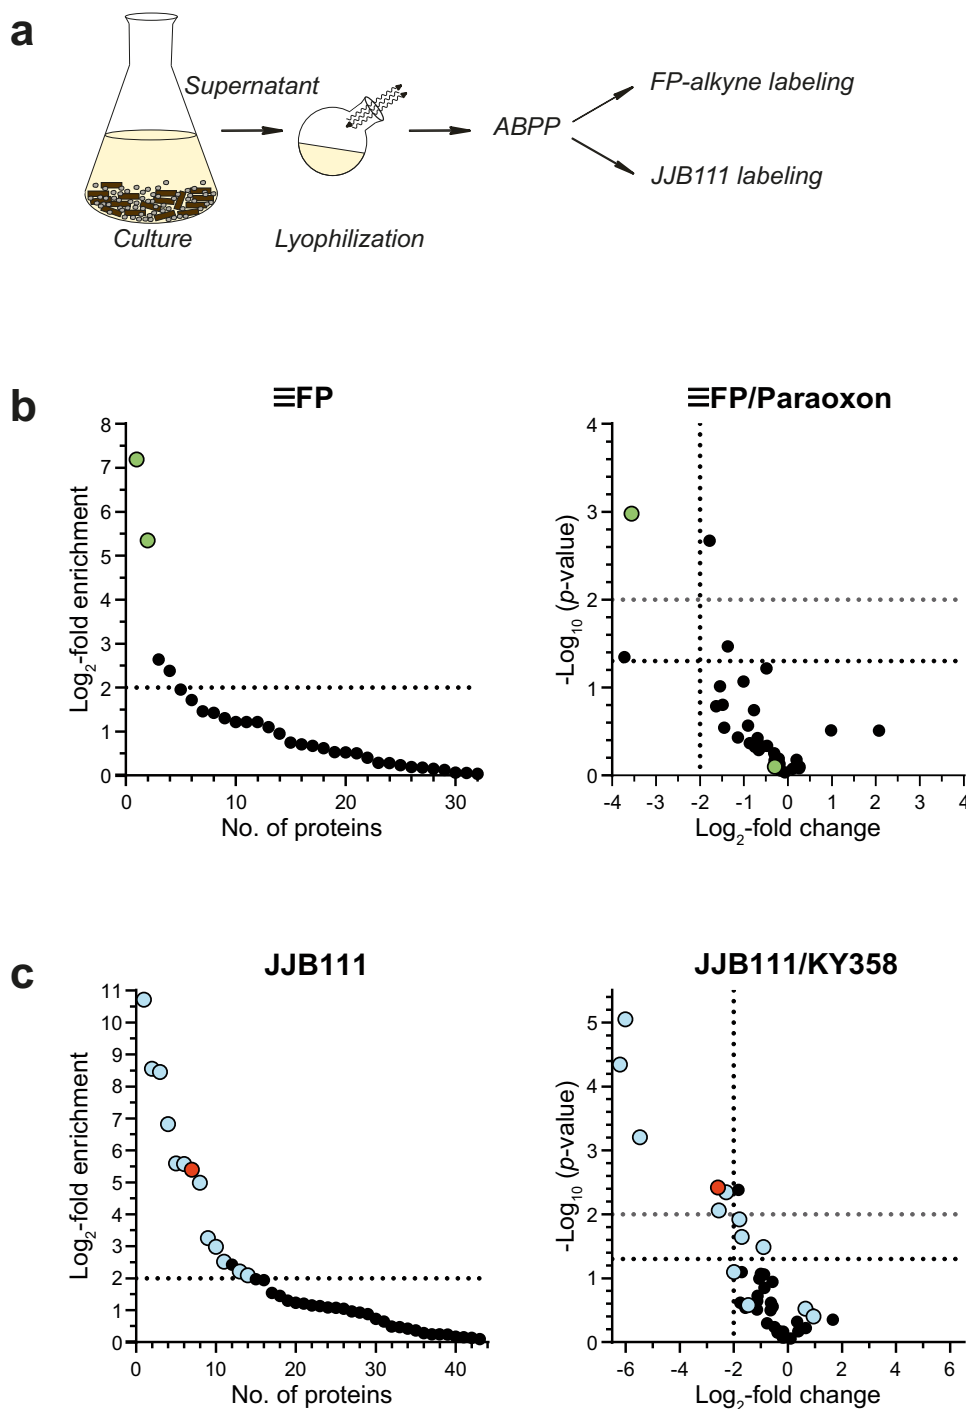 a
Supernatant
Culture
Lyophilization
ABPP
FP-alkyne labeling
JJB111 labeling
b
≡FP
Log2-fold enrichment
8
7
6
5
4
3
2
1
0
0 10 20 30
No. of proteins
≡FP/Paraoxon
-Log10 (p-value)
4
3
2
1
0
-4 -3 -2 -1 0 1 2 3 4
Log2-fold change
c
JJB111
Log2-fold enrichment
11
10
9
8
7
6
5
4
3
2
1
0
0 10 20 30 40
No. of proteins
JJB111/KY358
-Log10 (p-value)
5
4
3
2
1
0
-6 -4 -2 0 2 4 6
Log2-fold change